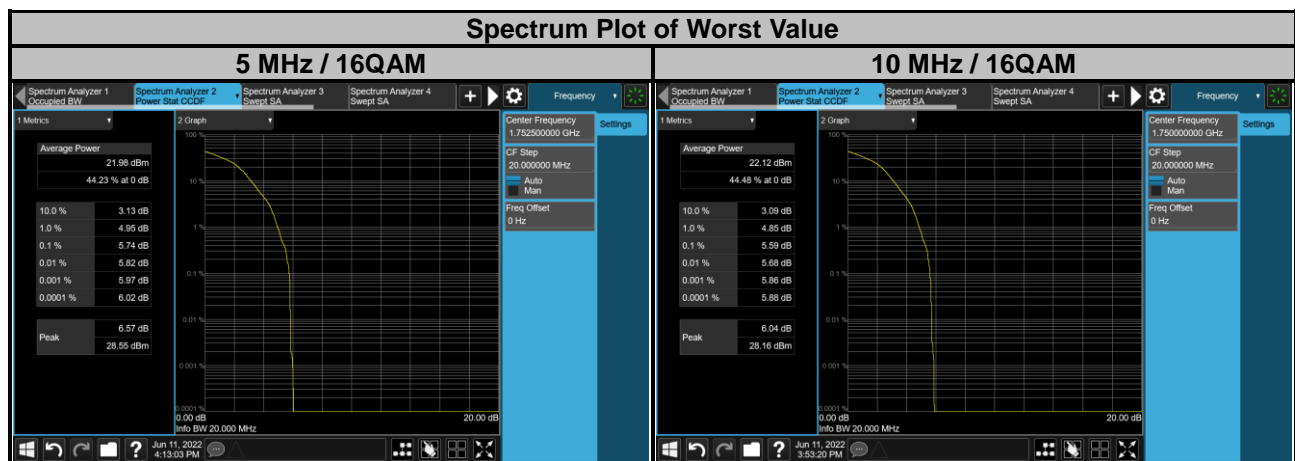 Spectrum Plot of Worst Value
5 MHz / 16QAM
Spectrum Analyzer 1
Occupied BW
Spectrum Analyzer 2
Power Stat CCDF
Spectrum Analyzer 3
Swept SA
Spectrum Analyzer 4
Swept SA
Frequency
1 Metrics
2 Graph
Average Power
21.98 dBm
44.23 % at 0 dB
10.0 % 3.13 dB
1.0 % 4.95 dB
0.1 % 5.74 dB
0.01 % 5.82 dB
0.001 % 5.97 dB
0.0001 % 6.02 dB
Peak 6.57 dB
28.55 dBm
100 %
10 %
1 %
0.1 %
0.01 %
0.001 %
0.0001 %
0.00 dB 20.00 dB
Info BW 20.000 MHz
Center Frequency
1.752500000 GHz
CF Step
20.000000 MHz
Auto
Man
Freq Offset
0 Hz
Settings
Jun 11, 2022
4:13:03 PM
10 MHz / 16QAM
Spectrum Analyzer 1
Occupied BW
Spectrum Analyzer 2
Power Stat CCDF
Spectrum Analyzer 3
Swept SA
Spectrum Analyzer 4
Swept SA
Frequency
1 Metrics
2 Graph
Average Power
22.12 dBm
44.48 % at 0 dB
10.0 % 3.09 dB
1.0 % 4.85 dB
0.1 % 5.59 dB
0.01 % 5.68 dB
0.001 % 5.86 dB
0.0001 % 5.88 dB
Peak 6.04 dB
28.16 dBm
100 %
10 %
1 %
0.1 %
0.01 %
0.001 %
0.0001 %
0.00 dB 20.00 dB
Info BW 20.000 MHz
Center Frequency
1.750000000 GHz
CF Step
20.000000 MHz
Auto
Man
Freq Offset
0 Hz
Settings
Jun 11, 2022
3:53:20 PM